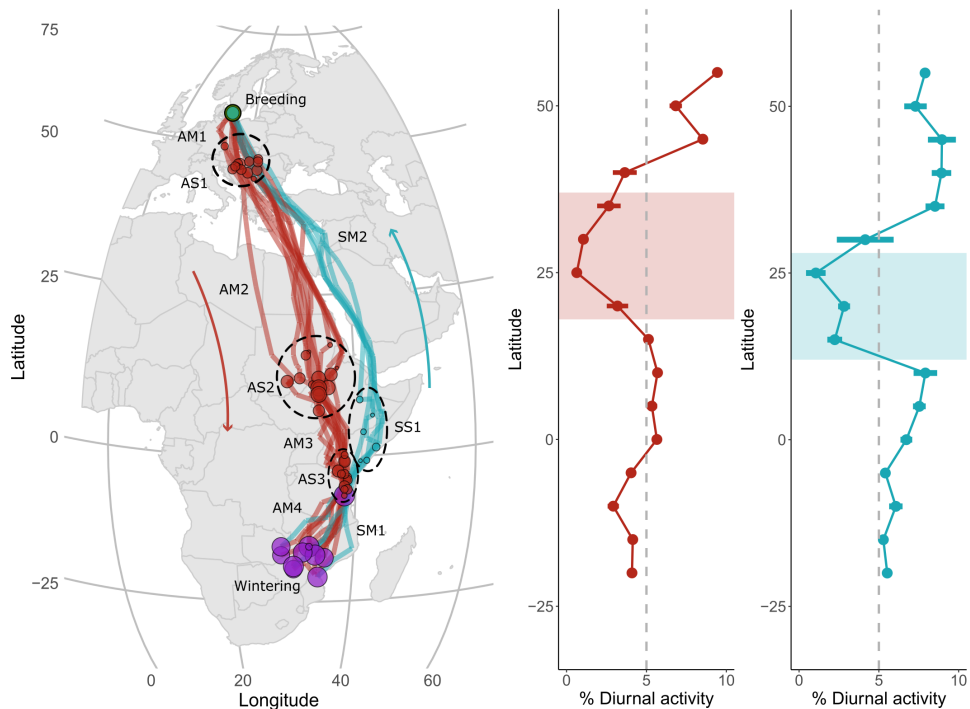 75
50
25
0
−25
Latitude
Breeding
AM1
AS1
SM2
AM2
AS2
SS1
AM3
AS3
AM4
SM1
Wintering
0
20
40
60
Longitude
50
25
0
−25
Latitude
0
5
10
% Diurnal activity
50
25
0
−25
Latitude
0
5
10
% Diurnal activity